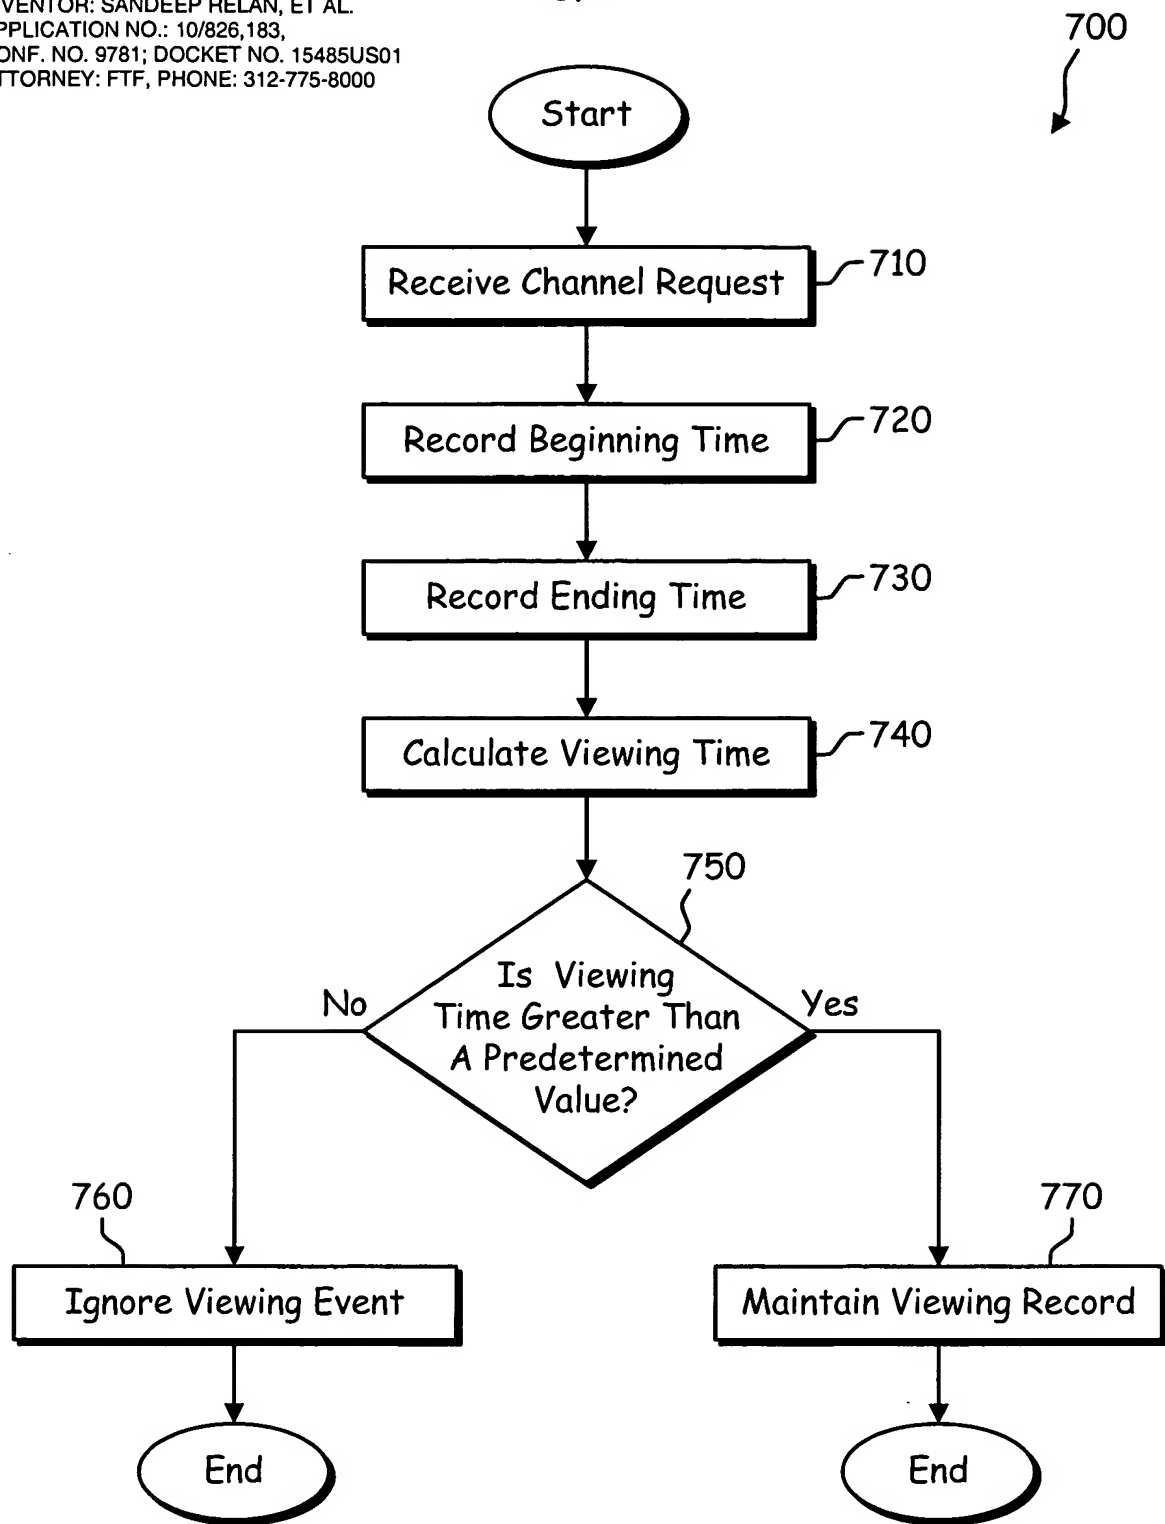 VENTOR: SANDEEP RELAN, ET AL.
PPLICATION NO.: 10/826,183,
ONF. NO. 9781; DOCKET NO. 15485US01
TTORNEY: FTF, PHONE: 312-775-8000
700
Start
Receive Channel Request
710
Record Beginning Time
720
Record Ending Time
730
Calculate Viewing Time
740
750
Is Viewing
Time Greater Than
A Predetermined
Value?
No
Yes
760
770
Ignore Viewing Event
Maintain Viewing Record
End
End